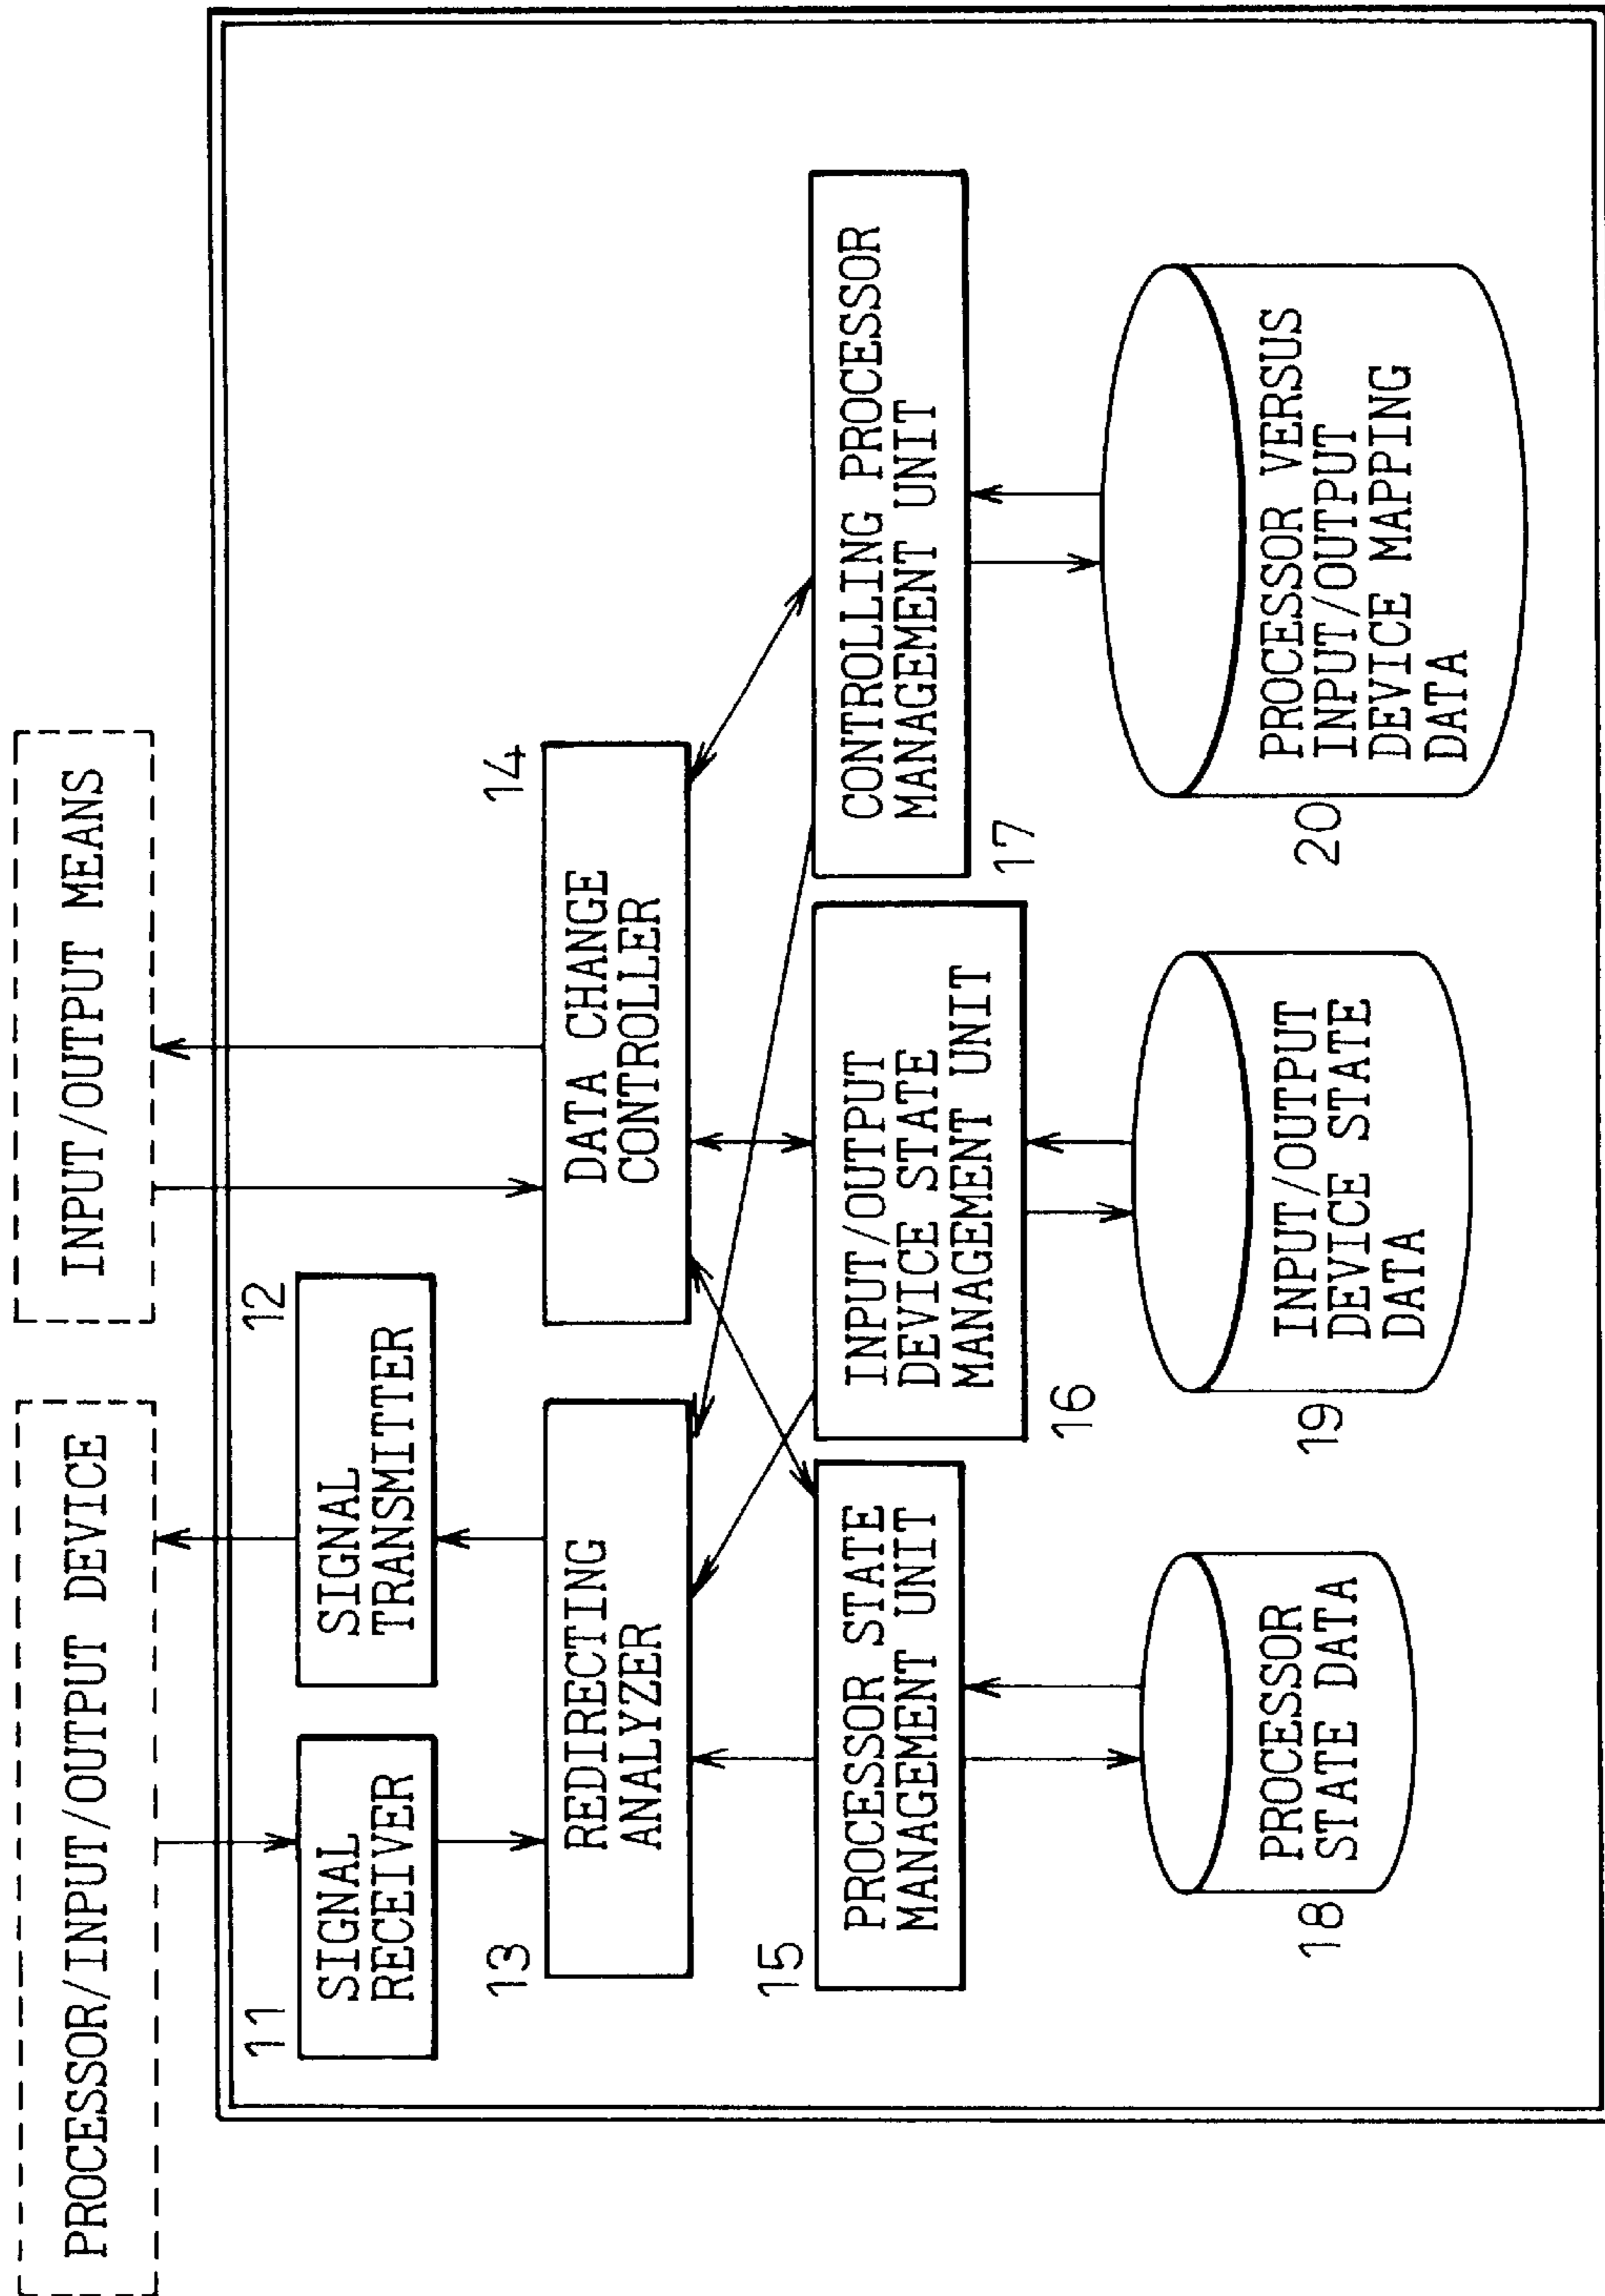 PROCESSOR/INPUT/OUTPUT DEVICE
INPUT/OUTPUT MEANS
11
SIGNAL
RECEIVER
12
SIGNAL
TRANSMITTER
13
REDIRECTING
ANALYZER
14
DATA CHANGE
CONTROLLER
15
PROCESSOR STATE
MANAGEMENT UNIT
16
INPUT/OUTPUT
DEVICE STATE
MANAGEMENT UNIT
17
CONTROLLING PROCESSOR
MANAGEMENT UNIT
18
PROCESSOR
STATE DATA
19
INPUT/OUTPUT
DEVICE STATE
DATA
20
PROCESSOR VERSUS
INPUT/OUTPUT
DEVICE MAPPING
DATA